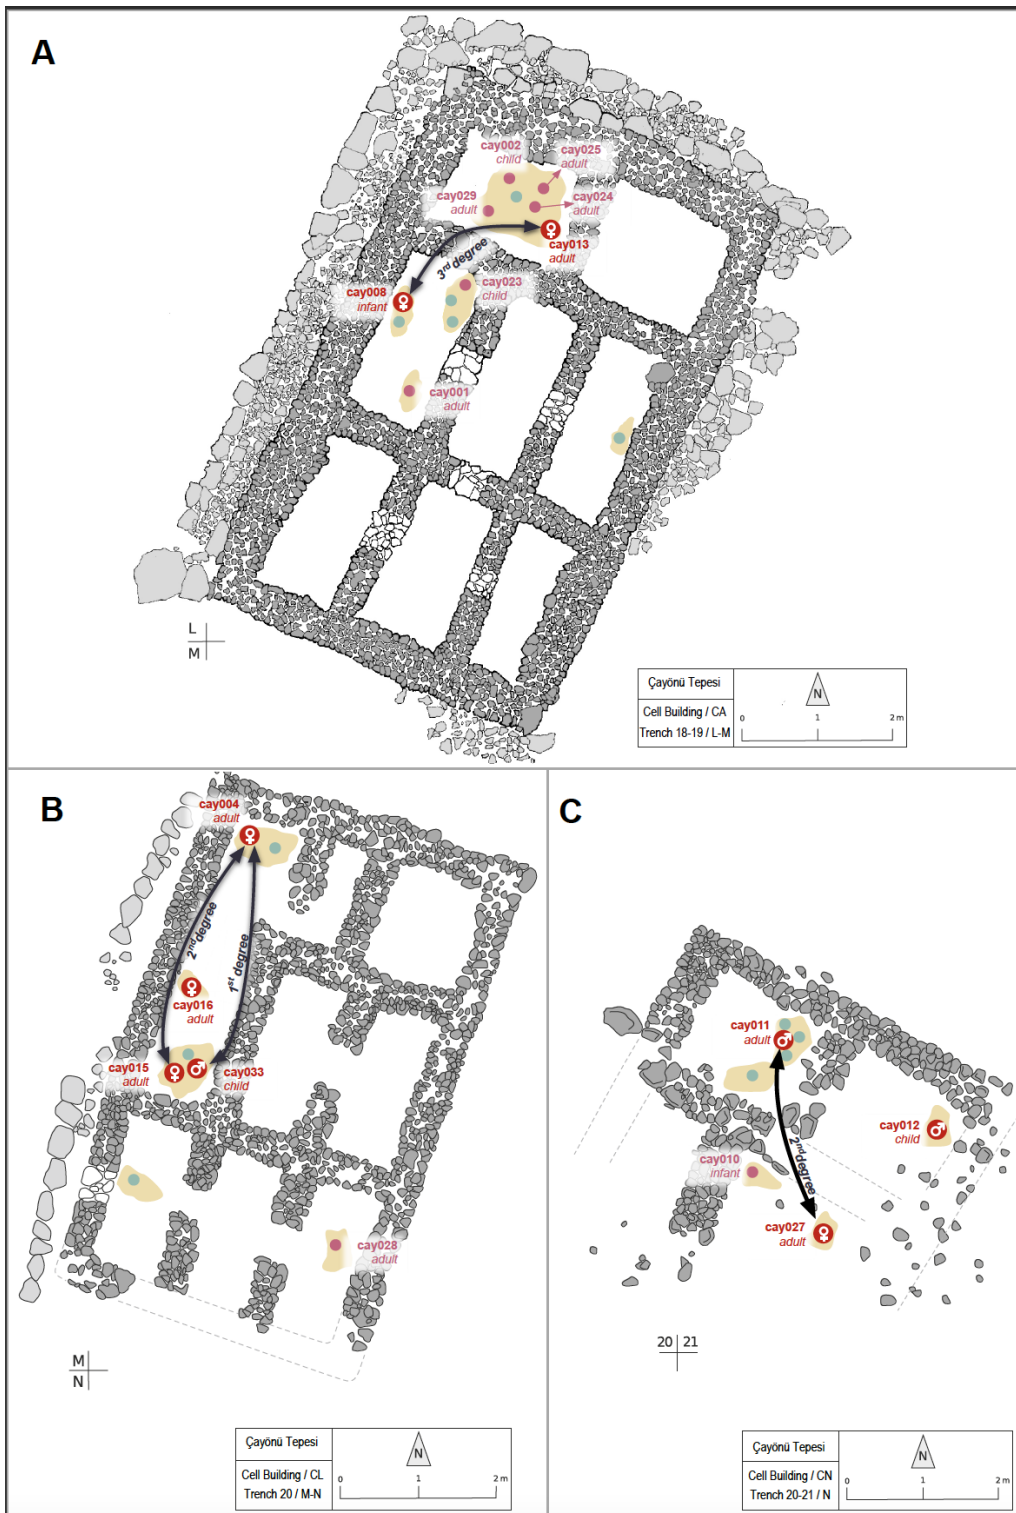 A
cay002
child
cay025
adult
cay029
adult
cay024
adult
cay013
adult
3rd degree
cay008
infant
cay023
child
cay001
adult
L
M
Çayönü Tepesi
Cell Building / CA
Trench 18-19 / L-M
N
0 1 2 m
B
cay004
adult
2nd degree
1st degree
cay016
adult
cay015
adult
cay033
child
cay028
adult
M
N
Çayönü Tepesi
Cell Building / CL
Trench 20 / M-N
N
0 1 2 m
C
cay011
adult
cay012
child
2nd degree
cay010
infant
cay027
adult
20 21
Çayönü Tepesi
Cell Building / CN
Trench 20-21 / N
N
0 1 2 m